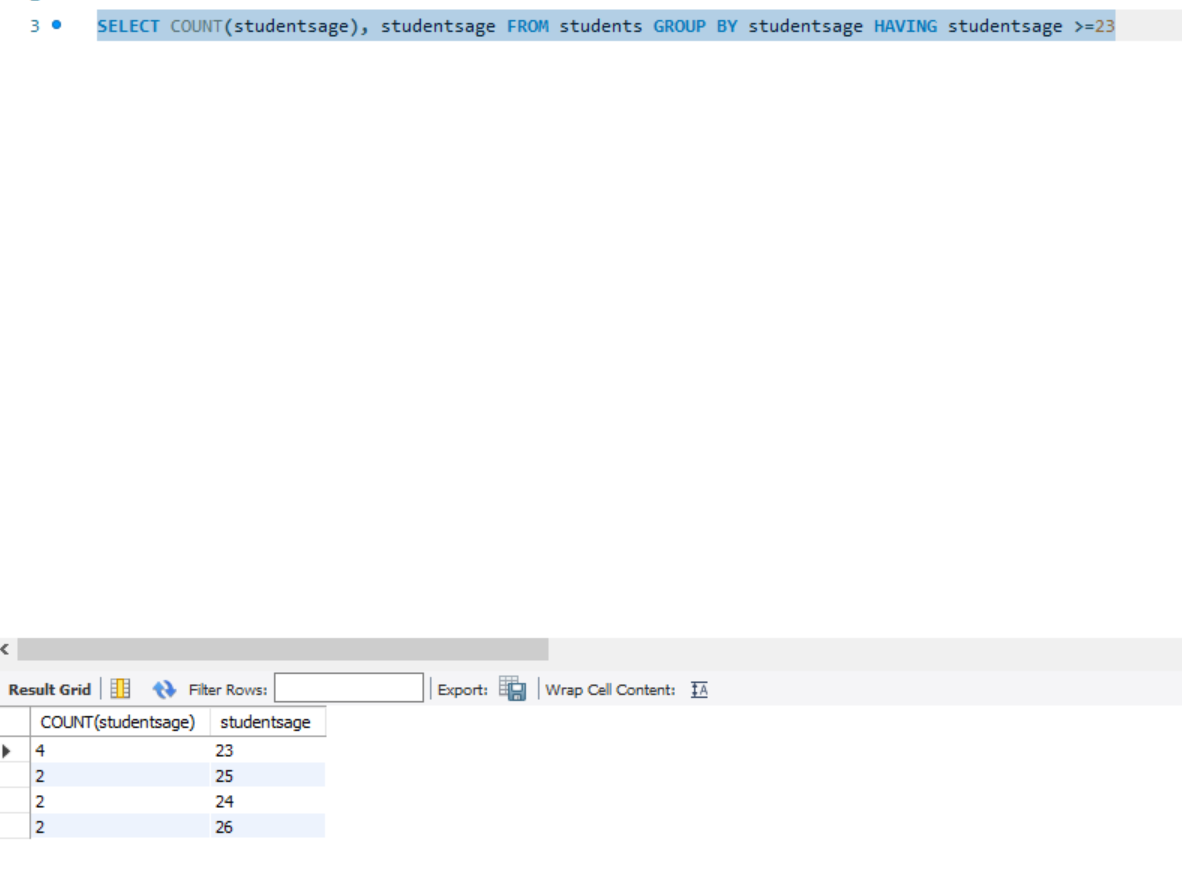 3 SELECT COUNT(studentsage), studentsage FROM students GROUP BY studentsage HAVING studentsage >=23
Result Grid Filter Rows: Export: Wrap Cell Content: IA
COUNT(studentsage) studentsage
4 23
2 25
2 24
2 26